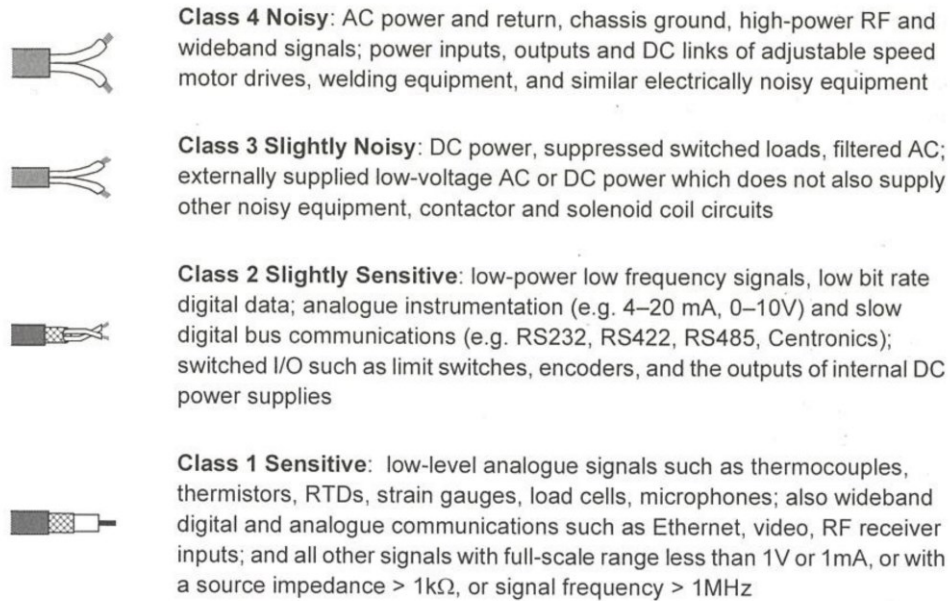 Class 4 Noisy: AC power and return, chassis ground, high-power RF and
wideband signals; power inputs, outputs and DC links of adjustable speed
motor drives, welding equipment, and similar electrically noisy equipment
Class 3 Slightly Noisy: DC power, suppressed switched loads, filtered AC;
externally supplied low-voltage AC or DC power which does not also supply
other noisy equipment, contactor and solenoid coil circuits
Class 2 Slightly Sensitive: low-power low frequency signals, low bit rate
digital data; analogue instrumentation (e.g. 4–20 mA, 0–10V) and slow
digital bus communications (e.g. RS232, RS422, RS485, Centronics);
switched I/O such as limit switches, encoders, and the outputs of internal DC
power supplies
Class 1 Sensitive: low-level analogue signals such as thermocouples,
thermistors, RTDs, strain gauges, load cells, microphones; also wideband
digital and analogue communications such as Ethernet, video, RF receiver
inputs; and all other signals with full-scale range less than 1V or 1mA, or with
a source impedance > 1kΩ, or signal frequency > 1MHz